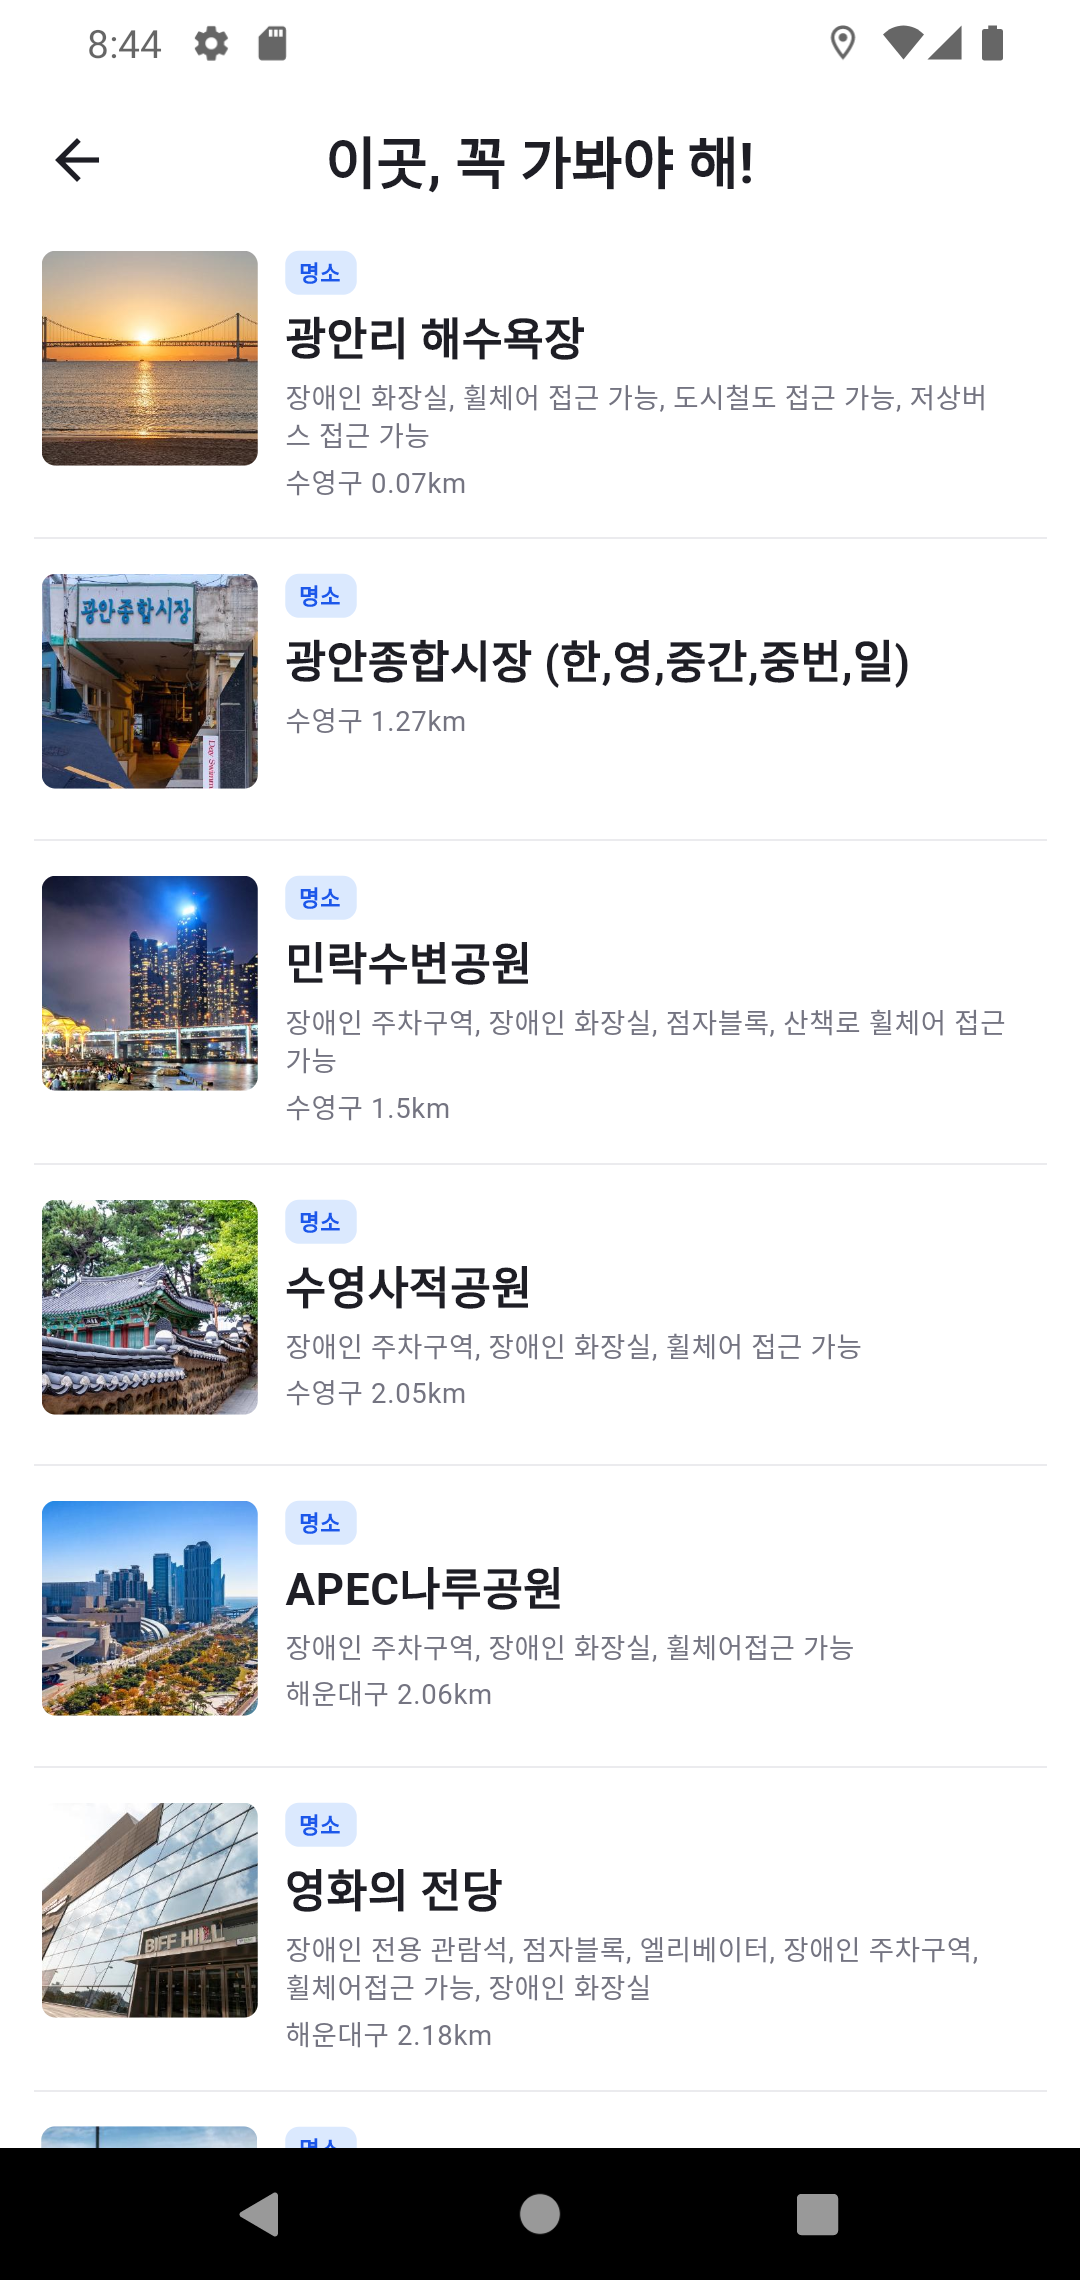 8:44
이곳, 꼭 가봐야 해!
명소
광안리 해수욕장
장애인 화장실, 휠체어 접근 가능, 도시철도 접근 가능, 저상버
스 접근 가능
수영구 0.07km
광안종합시장
명소
광안종합시장 (한,영,중간,중번,일)
수영구 1.27km
명소
민락수변공원
장애인 주차구역, 장애인 화장실, 점자블록, 산책로 휠체어 접근
가능
수영구 1.5km
명소
수영사적공원
장애인 주차구역, 장애인 화장실, 휠체어 접근 가능
수영구 2.05km
명소
APEC나루공원
장애인 주차구역, 장애인 화장실, 휠체어접근 가능
해운대구 2.06km
BIFF HILL
명소
영화의 전당
장애인 전용 관람석, 점자블록, 엘리베이터, 장애인 주차구역,
휠체어접근 가능, 장애인 화장실
해운대구 2.18km
명소